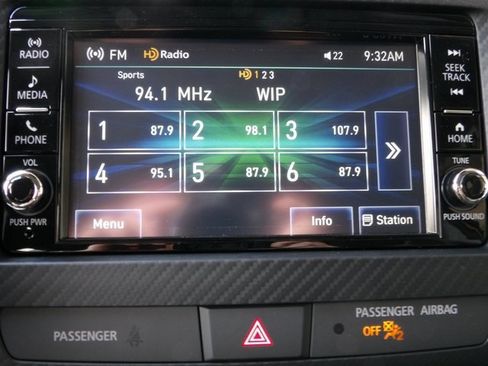 RADIO
FM HD Radio 22 9:32AM
SEEK
TRACK
Sports HD 1 2 3
MEDIA
94.1 MHz WIP
1 87.9 2 98.1 3 107.9
PHONE
HOME
4 95.1 5 87.9 6 87.9
VOL
TUNE
PUSH PWR
Menu Info Station
PUSH SOUND
PASSENGER
PASSENGER AIRBAG
OFF 2